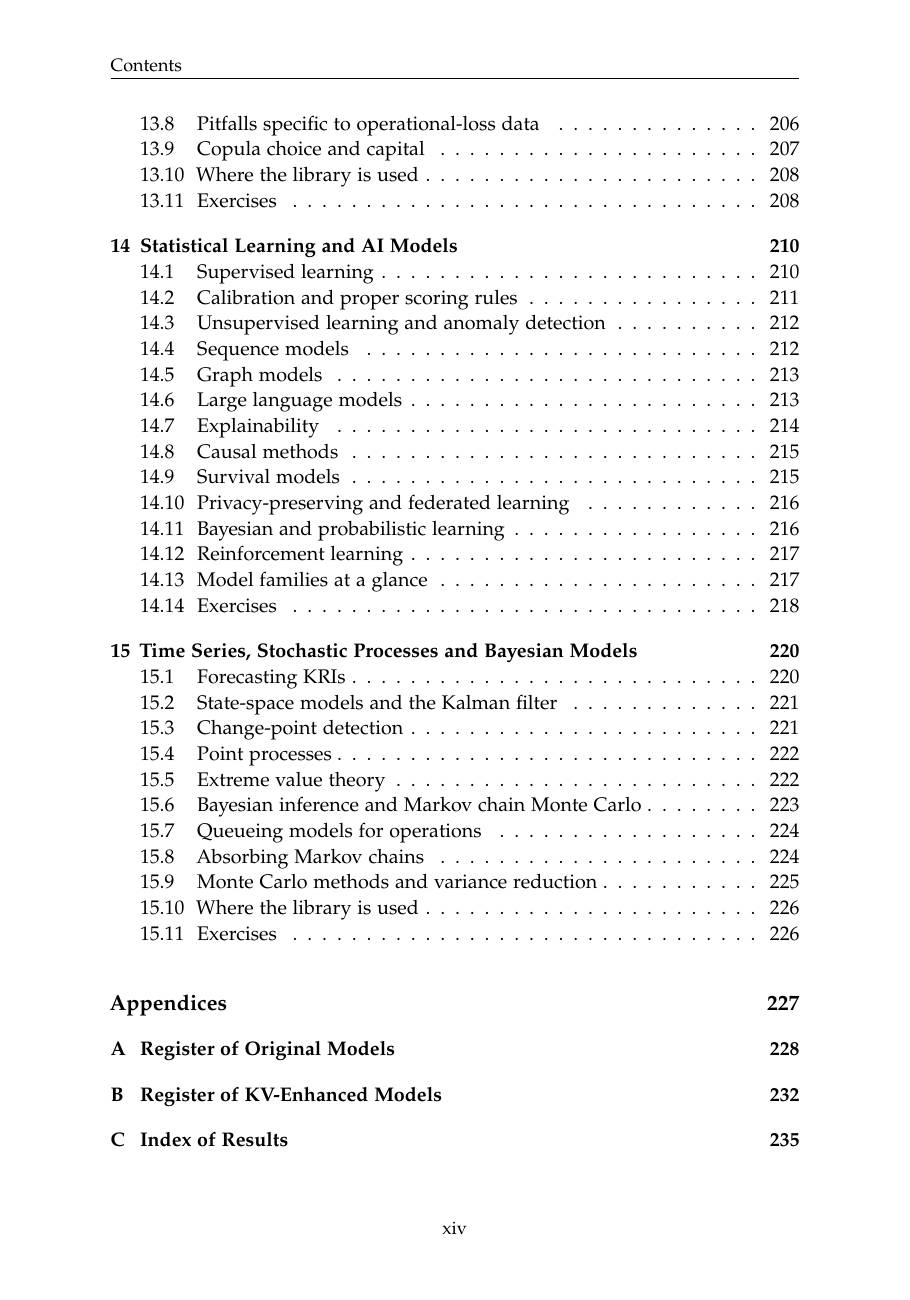 Contents
13.8 Pitfalls specific to operational-loss data . . . . . . . . . . . . . . 206
13.9 Copula choice and capital . . . . . . . . . . . . . . . . . . . . . . 207
13.10 Where the library is used . . . . . . . . . . . . . . . . . . . . . . . 208
13.11 Exercises . . . . . . . . . . . . . . . . . . . . . . . . . . . . . . . . 208
14 Statistical Learning and AI Models 210
14.1 Supervised learning . . . . . . . . . . . . . . . . . . . . . . . . . . 210
14.2 Calibration and proper scoring rules . . . . . . . . . . . . . . . . 211
14.3 Unsupervised learning and anomaly detection . . . . . . . . . . 212
14.4 Sequence models . . . . . . . . . . . . . . . . . . . . . . . . . . . 212
14.5 Graph models . . . . . . . . . . . . . . . . . . . . . . . . . . . . . 213
14.6 Large language models . . . . . . . . . . . . . . . . . . . . . . . . 213
14.7 Explainability . . . . . . . . . . . . . . . . . . . . . . . . . . . . . 214
14.8 Causal methods . . . . . . . . . . . . . . . . . . . . . . . . . . . . 215
14.9 Survival models . . . . . . . . . . . . . . . . . . . . . . . . . . . . 215
14.10 Privacy-preserving and federated learning . . . . . . . . . . . . 216
14.11 Bayesian and probabilistic learning . . . . . . . . . . . . . . . . . 216
14.12 Reinforcement learning . . . . . . . . . . . . . . . . . . . . . . . . 217
14.13 Model families at a glance . . . . . . . . . . . . . . . . . . . . . . 217
14.14 Exercises . . . . . . . . . . . . . . . . . . . . . . . . . . . . . . . . 218
15 Time Series, Stochastic Processes and Bayesian Models 220
15.1 Forecasting KRIs . . . . . . . . . . . . . . . . . . . . . . . . . . . . 220
15.2 State-space models and the Kalman filter . . . . . . . . . . . . . 221
15.3 Change-point detection . . . . . . . . . . . . . . . . . . . . . . . . 221
15.4 Point processes . . . . . . . . . . . . . . . . . . . . . . . . . . . . . 222
15.5 Extreme value theory . . . . . . . . . . . . . . . . . . . . . . . . . 222
15.6 Bayesian inference and Markov chain Monte Carlo . . . . . . . . 223
15.7 Queueing models for operations . . . . . . . . . . . . . . . . . . 224
15.8 Absorbing Markov chains . . . . . . . . . . . . . . . . . . . . . . 224
15.9 Monte Carlo methods and variance reduction . . . . . . . . . . . 225
15.10 Where the library is used . . . . . . . . . . . . . . . . . . . . . . . 226
15.11 Exercises . . . . . . . . . . . . . . . . . . . . . . . . . . . . . . . . 226
Appendices 227
A Register of Original Models 228
B Register of KV-Enhanced Models 232
C Index of Results 235
xiv